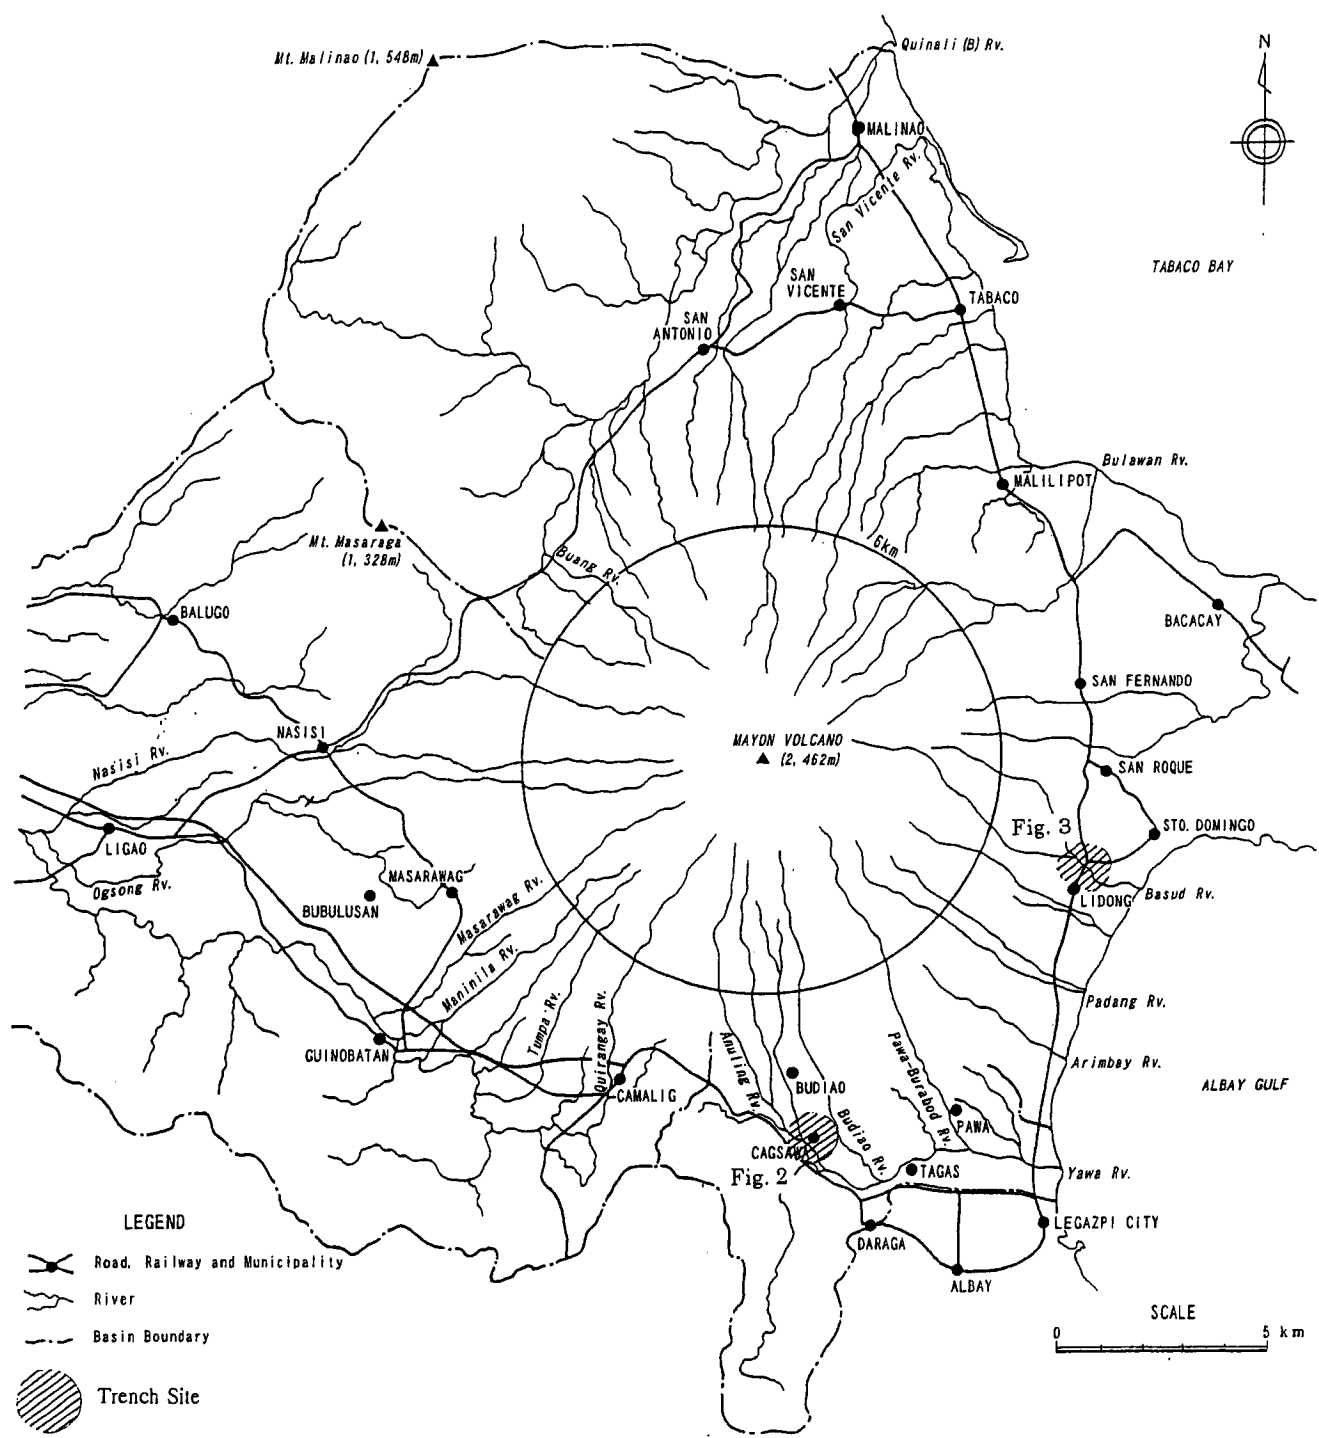 Quinali (B) Rv.
Mt. Malinao (1, 548m)
N
MALINAO
San Vicente Rv.
TABACO BAY
SAN
VICENTE
TABACO
SAN
ANTONIO
Bulawan Rv.
MALILIPOT
Mt. Masaraga
(1, 328m)
6km
Buang Rv.
BALUGO
BACACAY
SAN FERNANDO
NASISI
MAYON VOLCANO
(2, 462m)
Nasisi Rv.
SAN ROQUE
Fig. 3
STO. DOMINGO
LIGAO
Ogsong Rv.
MASARAWAG
BUBULUSAN
Masarawag Rv.
LIDONG
Basud Rv.
Maninila Rv.
Padang Rv.
Tumpa Rv.
Quirangay Rv.
GUINOBATAN
Anuling Rv.
Pawa-Burabod Rv.
Arimbay Rv.
CAMALIG
BUDIAO
ALBAY GULF
PAWA
Budiao Rv.
CAGSAWA
TAGAS
Fig. 2
Yawa Rv.
LEGAZPI CITY
DARAGA
ALBAY
LEGEND
Road, Railway and Municipality
River
Basin Boundary
Trench Site
SCALE
0 5 km